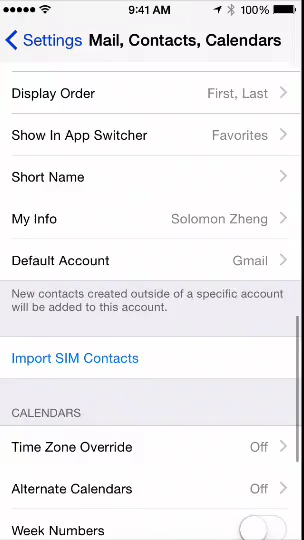 9:41 AM
100%
Settings
Mail, Contacts, Calendars
Display Order
First, Last
Show In App Switcher
Favorites
Short Name
My Info
Solomon Zheng
Default Account
Gmail
New contacts created outside of a specific account
will be added to this account.
Import SIM Contacts
CALENDARS
Time Zone Override
Off
Alternate Calendars
Off
Week Numbers